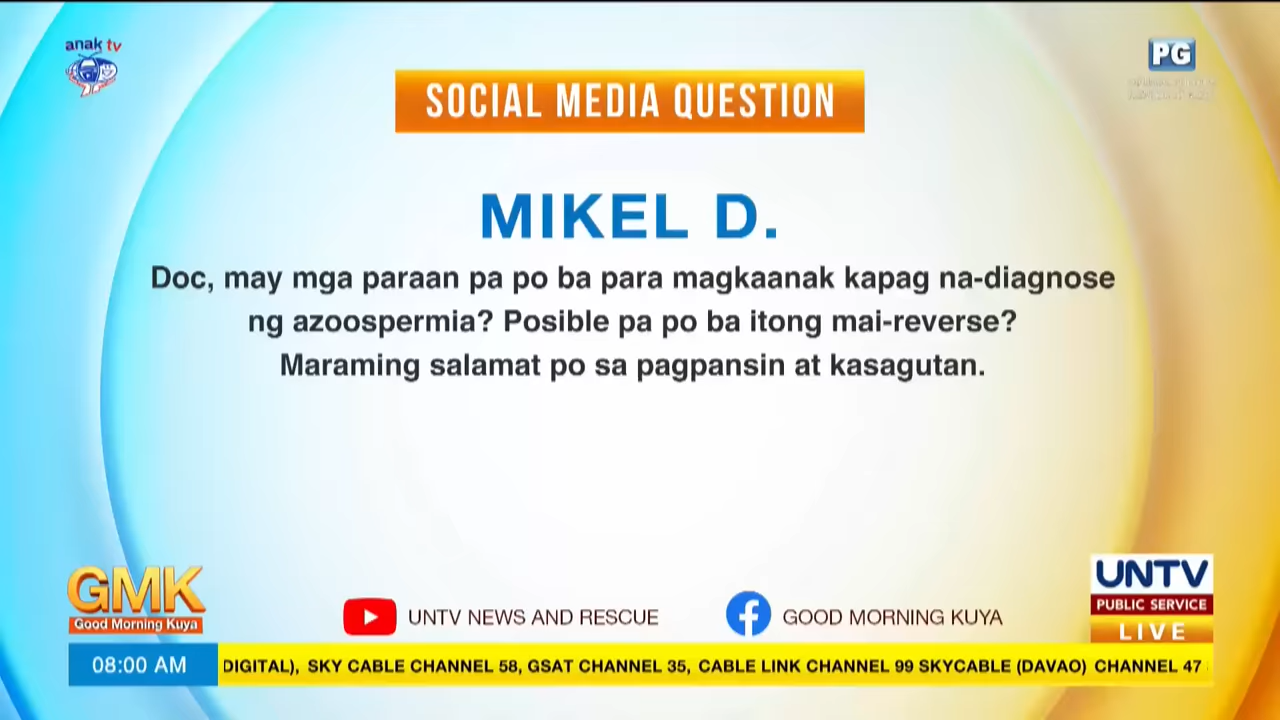 anak tv
PG
SOCIAL MEDIA QUESTION
MIKEL D.
Doc, may mga paraan pa po ba para magkaanak kapag na-diagnose
ng azoospermia? Posible pa po ba itong mai-reverse?
Maraming salamat po sa pagpansin at kasagutan.
GMK
Good Morning Kuya
UNTV NEWS AND RESCUE
GOOD MORNING KUYA
UNTV
PUBLIC SERVICE
LIVE
08:00 AM
DIGITAL), SKY CABLE CHANNEL 58, GSAT CHANNEL 35, CABLE LINK CHANNEL 99 SKYCABLE (DAVAO) CHANNEL 47